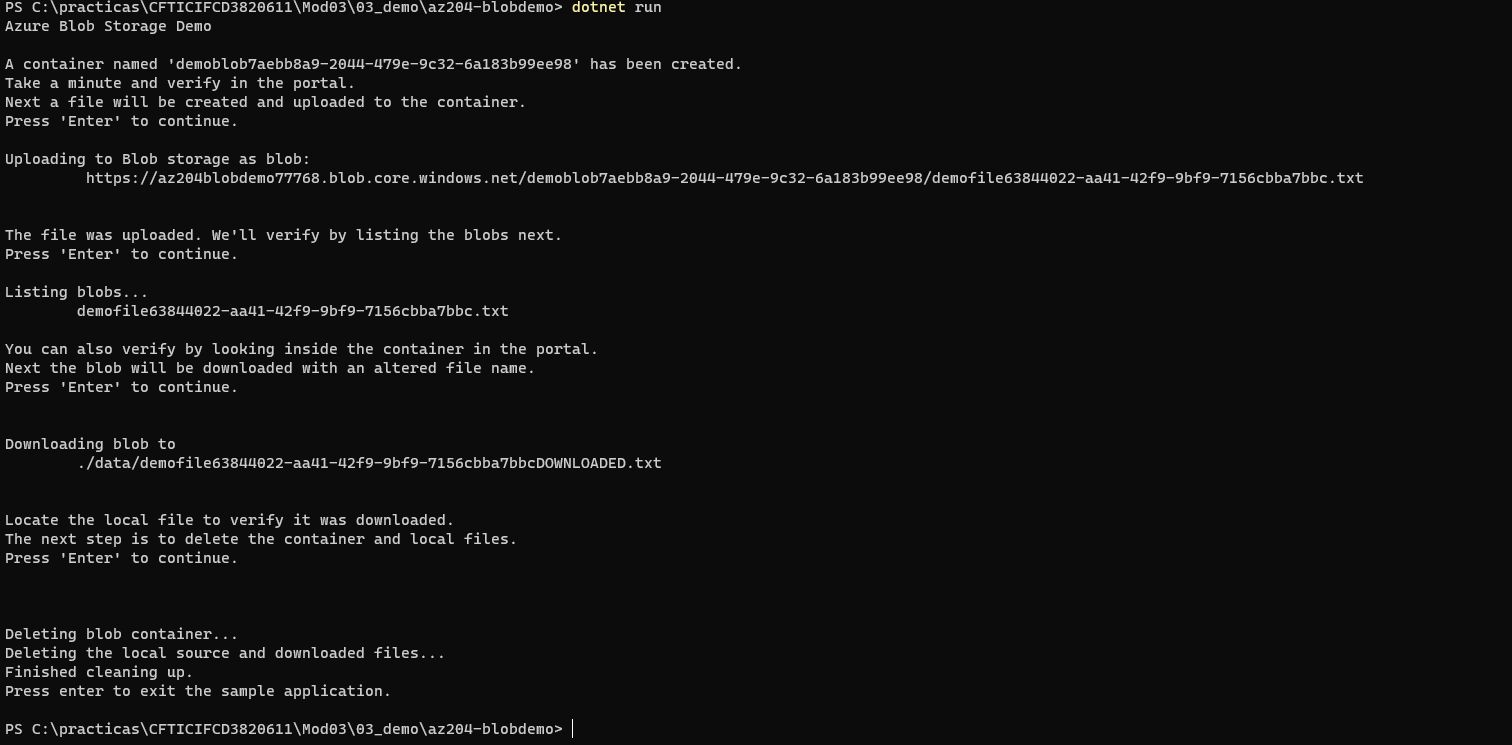 PS C:\practicas\CFTICIFCD3820611\Mod03\03_demo\az204-blobdemo> dotnet run
Azure Blob Storage Demo
A container named 'demoblob7aebb8a9-2044-479e-9c32-6a183b99ee98' has been created.
Take a minute and verify in the portal.
Next a file will be created and uploaded to the container.
Press 'Enter' to continue.
Uploading to Blob storage as blob:
https://az204blobdemo77768.blob.core.windows.net/demoblob7aebb8a9-2044-479e-9c32-6a183b99ee98/demofile63844022-aa41-42f9-9bf9-7156cbba7bbc.txt
The file was uploaded. We'll verify by listing the blobs next.
Press 'Enter' to continue.
Listing blobs...
demofile63844022-aa41-42f9-9bf9-7156cbba7bbc.txt
You can also verify by looking inside the container in the portal.
Next the blob will be downloaded with an altered file name.
Press 'Enter' to continue.
Downloading blob to
./data/demofile63844022-aa41-42f9-9bf9-7156cbba7bbcDOWNLOADED.txt
Locate the local file to verify it was downloaded.
The next step is to delete the container and local files.
Press 'Enter' to continue.
Deleting blob container...
Deleting the local source and downloaded files...
Finished cleaning up.
Press enter to exit the sample application.
PS C:\practicas\CFTICIFCD3820611\Mod03\03_demo\az204-blobdemo>